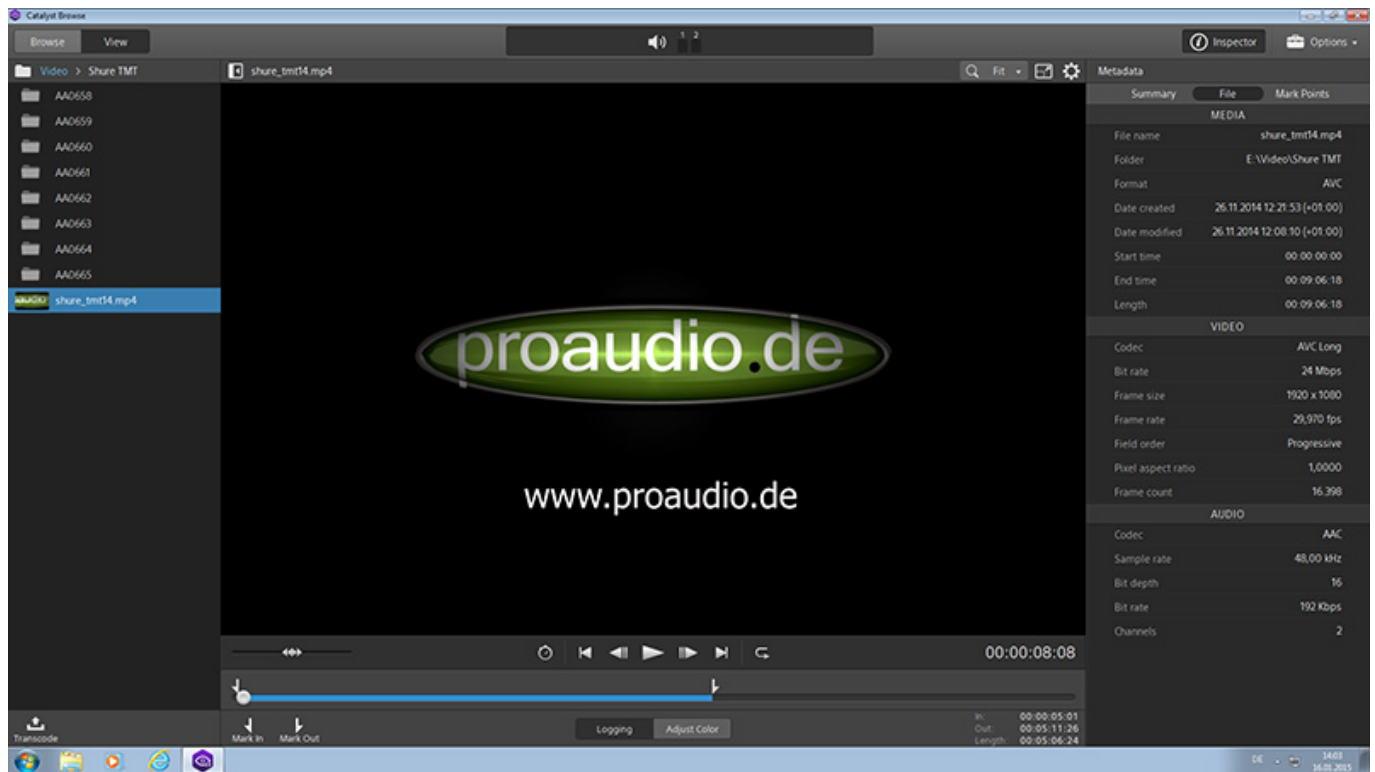 Catalyst Browse
Browse View
1 2
Inspector Options
Video > Shure TMT
shure_tmt14.mp4
Fit
Metadata
Summary File Mark Points
AA0658
AA0659
AA0660
AA0661
AA0662
AA0663
AA0664
AA0665
shure_tmt14.mp4
proaudio.de
www.proaudio.de
MEDIA
File name shure_tmt14.mp4
Folder E:\Video\Shure TMT
Format AVC
Date created 26.11.2014 12:21:53 (+01:00)
Date modified 26.11.2014 12:08:10 (+01:00)
Start time 00:00:00:00
End time 00:09:06:18
Length 00:09:06:18
VIDEO
Codec AVC Long
Bit rate 24 Mbps
Frame size 1920 x 1080
Frame rate 29,970 fps
Field order Progressive
Pixel aspect ratio 1,0000
Frame count 16.398
AUDIO
Codec AAC
Sample rate 48,00 kHz
Bit depth 16
Bit rate 192 Kbps
Channels 2
00:00:08:08
Transcode
Mark In Mark Out
Logging Adjust Color
In: 00:00:05:01
Out: 00:05:11:26
Length: 00:05:06:24
DE
14:03
16.01.2015